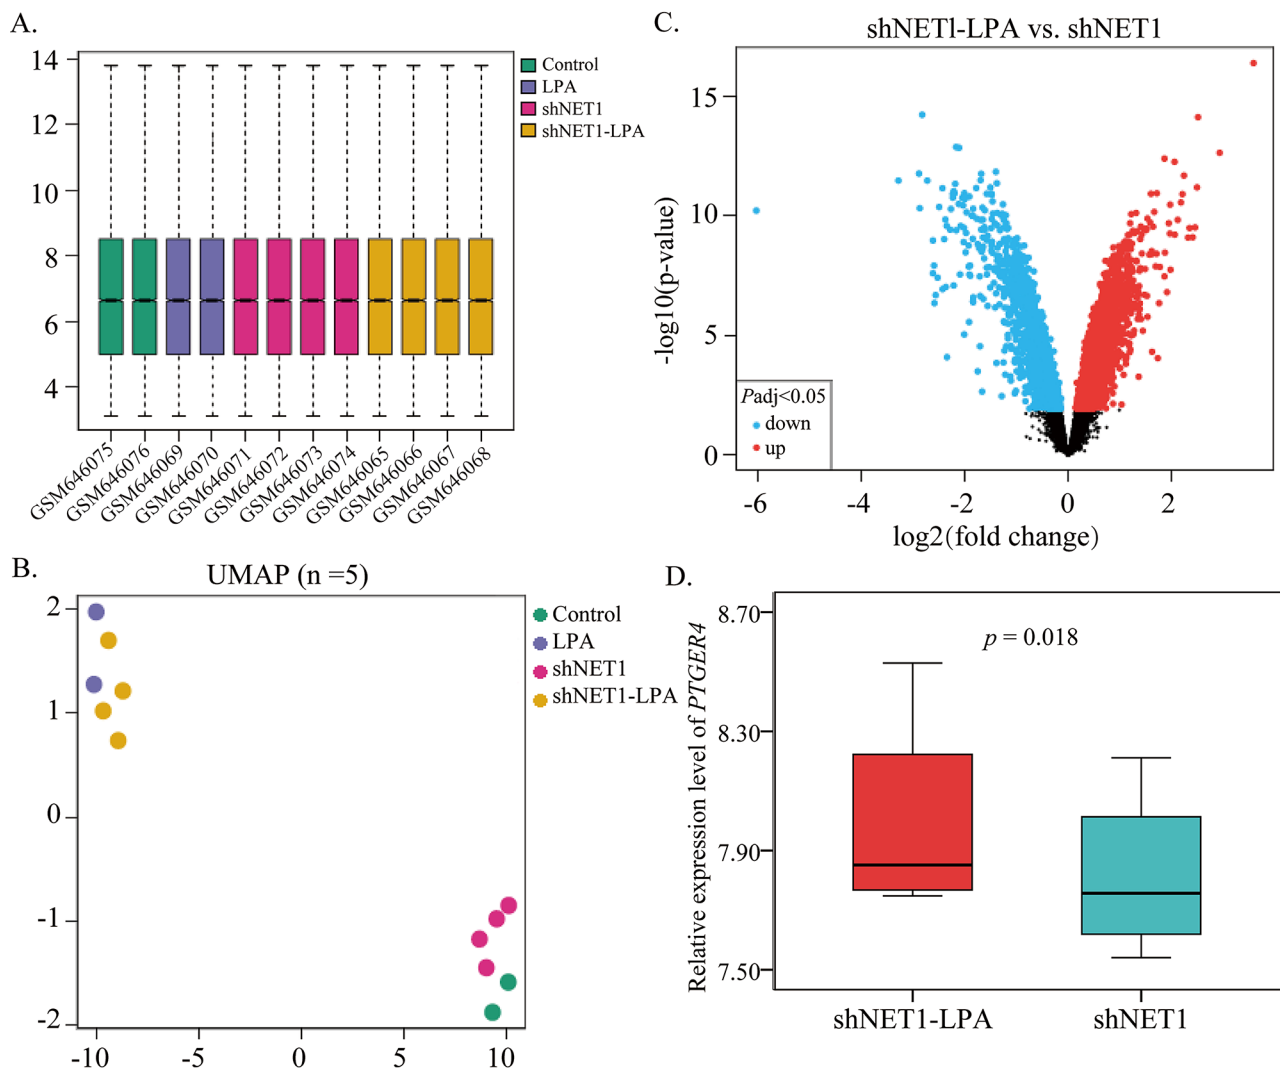 A.
14
12
10
8
6
4
Control
LPA
shNET1
shNET1-LPA
GSM646075
GSM646076
GSM646069
GSM646070
GSM646071
GSM646072
GSM646073
GSM646074
GSM646065
GSM646066
GSM646067
GSM646068
B.
UMAP (n =5)
2
1
0
-1
-2
-10
-5
0
5
10
Control
LPA
shNET1
shNET1-LPA
C.
shNETl-LPA vs. shNET1
-log10(p-value)
15
10
5
0
Padj<0.05
down
up
-6
-4
-2
0
2
log2(fold change)
D.
Relative expression level of PTGER4
8.70
8.30
7.90
7.50
p = 0.018
shNET1-LPA
shNET1